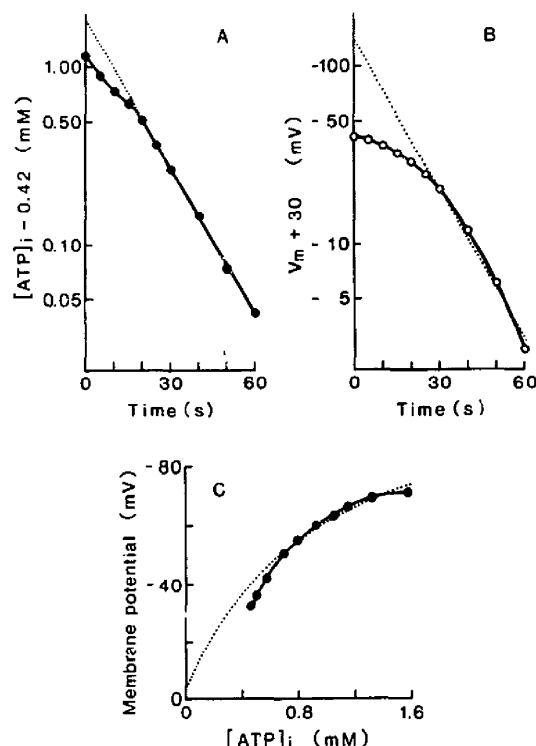 A
[ATP]i – 0.42 (mM)
1.00
0.50
0.10
0.05
0 30 60
Time (s)
B
Vm + 30 (mV)
-100
- 50
- 10
- 5
0 30 60
Time (s)
C
Membrane potential (mV)
- 80
- 40
0
0 0.8 1.6
[ATP]i (mM)